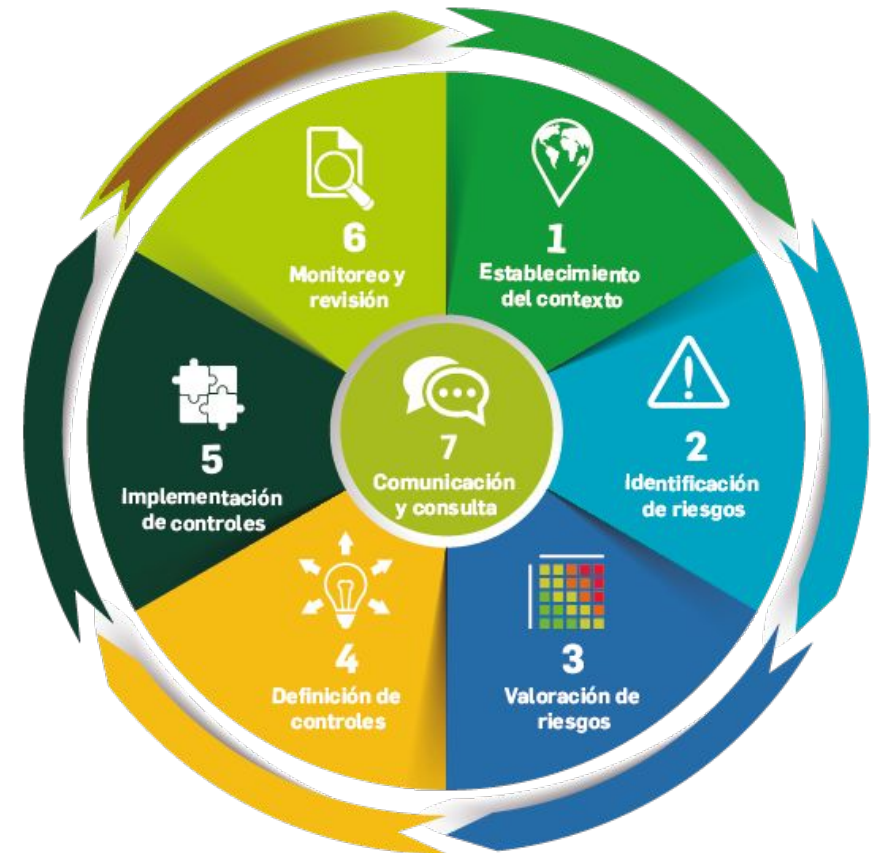 1
Establecimiento
del contexto
2
Identificación
de riesgos
3
Valoración de
riesgos
4
Definición de
controles
5
Implementación
de controles
6
Monitoreo y
revisión
7
Comunicación
y consulta